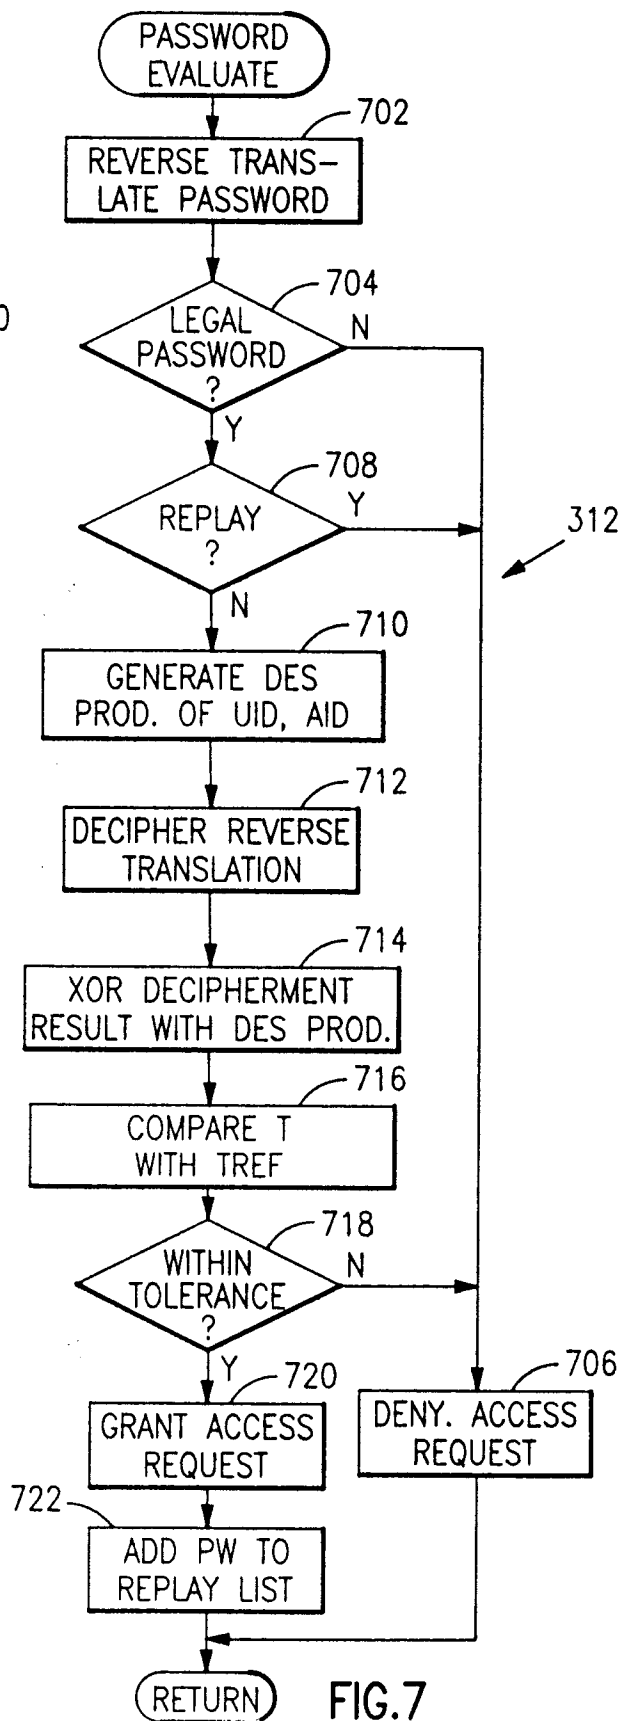 PASSWORD
EVALUATE
702
REVERSE TRANS-
LATE PASSWORD
704
0
LEGAL
PASSWORD
?
N
Y
708
REPLAY
?
Y
312
N
710
GENERATE DES
PROD. OF UID, AID
712
DECIPHER REVERSE
TRANSLATION
714
XOR DECIPHERMENT
RESULT WITH DES PROD.
716
COMPARE T
WITH TREF
718
WITHIN
TOLERANCE
?
N
Y
720
GRANT ACCESS
REQUEST
706
DENY. ACCESS
REQUEST
722
ADD PW TO
REPLAY LIST
RETURN
FIG.7